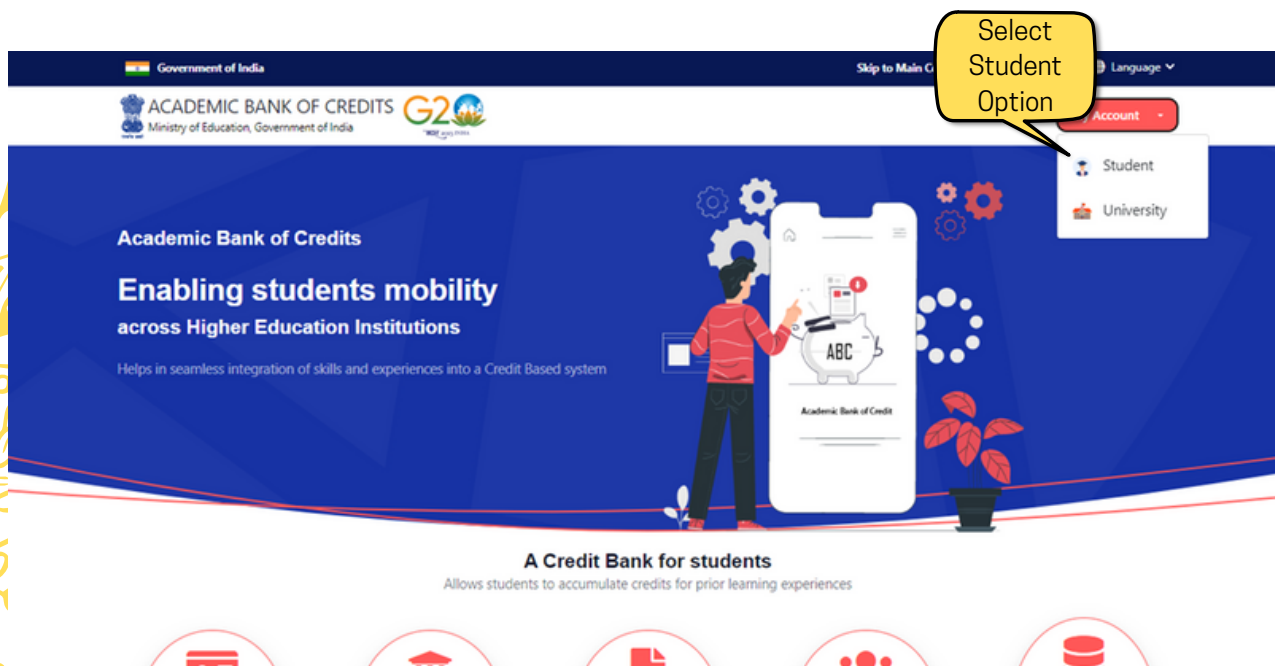 Select
Student
Option
Government of India
Skip to Main
Language
ACADEMIC BANK OF CREDITS
Ministry of Education, Government of India
G20
Account
Student
University
Academic Bank of Credits
Enabling students mobility
across Higher Education Institutions
Helps in seamless integration of skills and experiences into a Credit Based system
ABC
Academic Bank of Credit
A Credit Bank for students
Allows students to accumulate credits for prior learning experiences